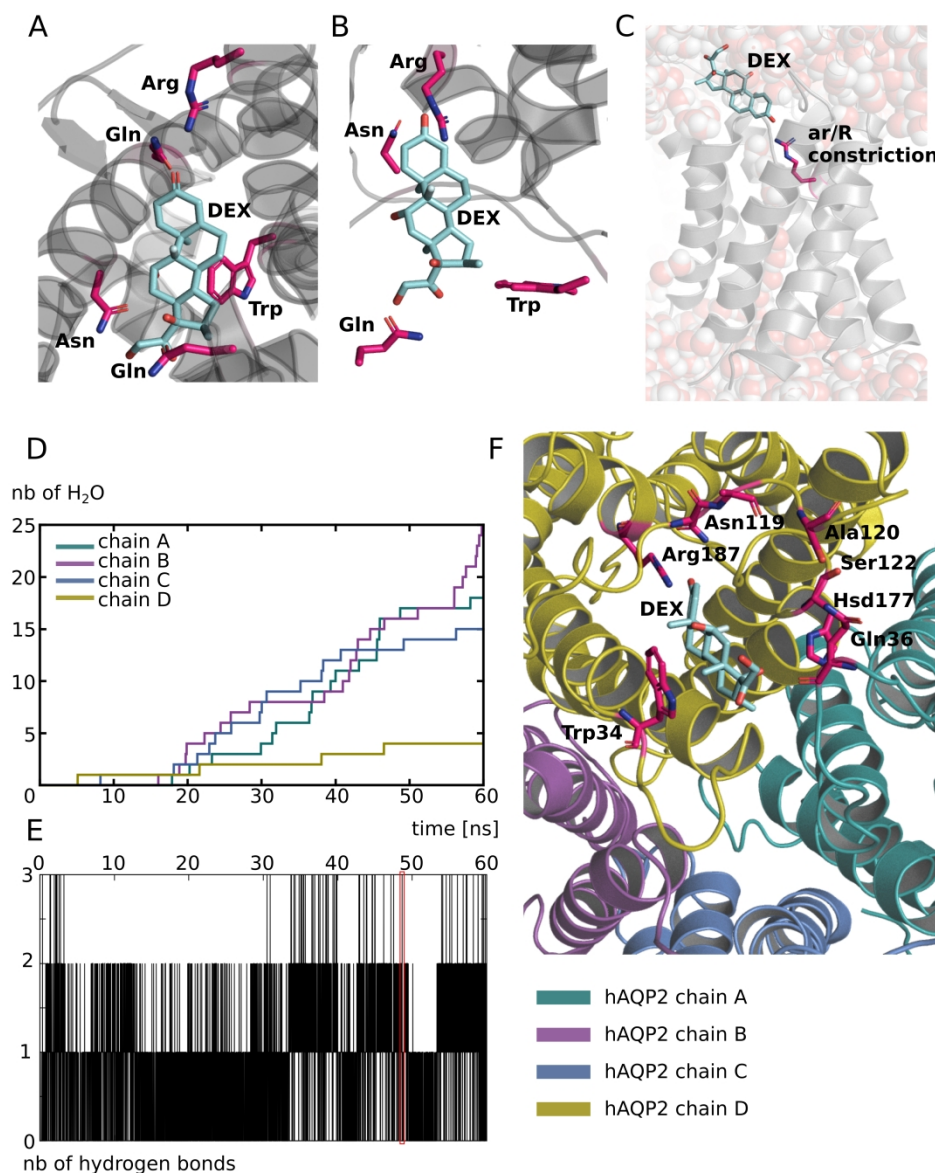 A
Arg
Gln
DEX
Asn
Trp
Gln
B
Arg
Asn
DEX
Trp
Gln
C
DEX
ar/R
constriction
D
nb of H₂O
25
20
15
10
5
0
chain A
chain B
chain C
chain D
0 10 20 30 40 50 60
time [ns]
E
0 10 20 30 40 50 60
3
2
1
0
nb of hydrogen bonds
F
Asn119
Ala120
Arg187
Ser122
DEX
Hsd177
Gln36
Trp34
hAQP2 chain A
hAQP2 chain B
hAQP2 chain C
hAQP2 chain D